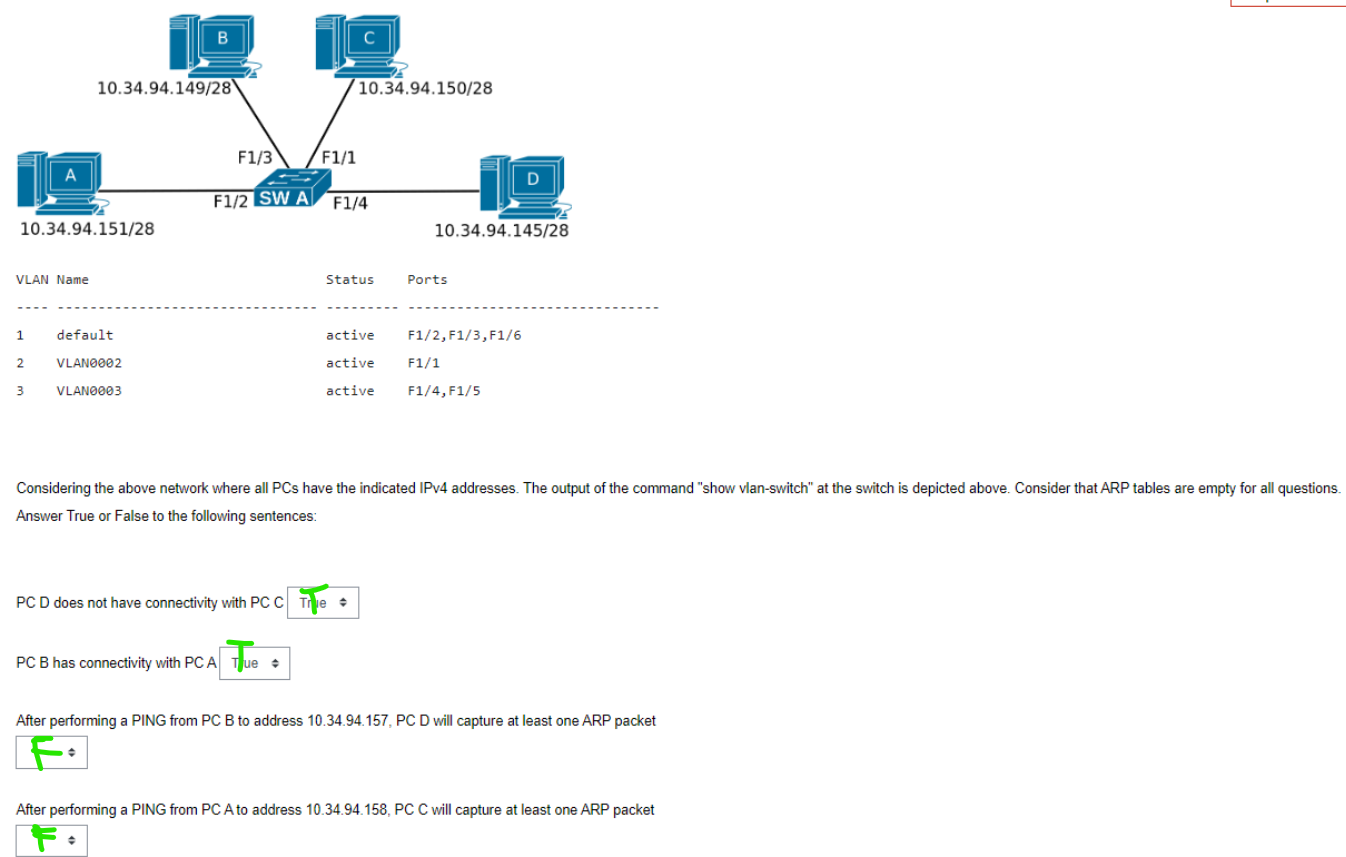 B
C
10.34.94.149/28
10.34.94.150/28
F1/3
F1/1
A
D
F1/2
SW A
F1/4
10.34.94.151/28
10.34.94.145/28
VLAN Name Status Ports
---- -------------------------------- --------- -------------------------------
1 default active F1/2,F1/3,F1/6
2 VLAN0002 active F1/1
3 VLAN0003 active F1/4,F1/5
Considering the above network where all PCs have the indicated IPv4 addresses. The output of the command "show vlan-switch" at the switch is depicted above. Consider that ARP tables are empty for all questions.
Answer True or False to the following sentences:
PC D does not have connectivity with PC C True T
PC B has connectivity with PC A True T
After performing a PING from PC B to address 10.34.94.157, PC D will capture at least one ARP packet
F
After performing a PING from PC A to address 10.34.94.158, PC C will capture at least one ARP packet
F